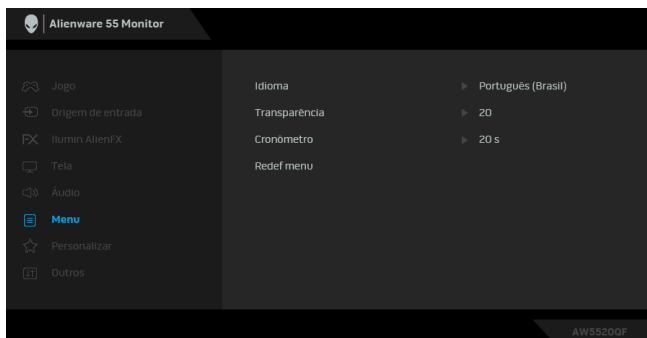 Alienware 55 Monitor
Jogo
Origem de entrada
FX Ilumin AlienFX
Tela
Áudio
Menu
Personalizar
Outros
Idioma Português (Brasil)
Transparência 20
Cronômetro 20 s
Redef menu
AW5520QF